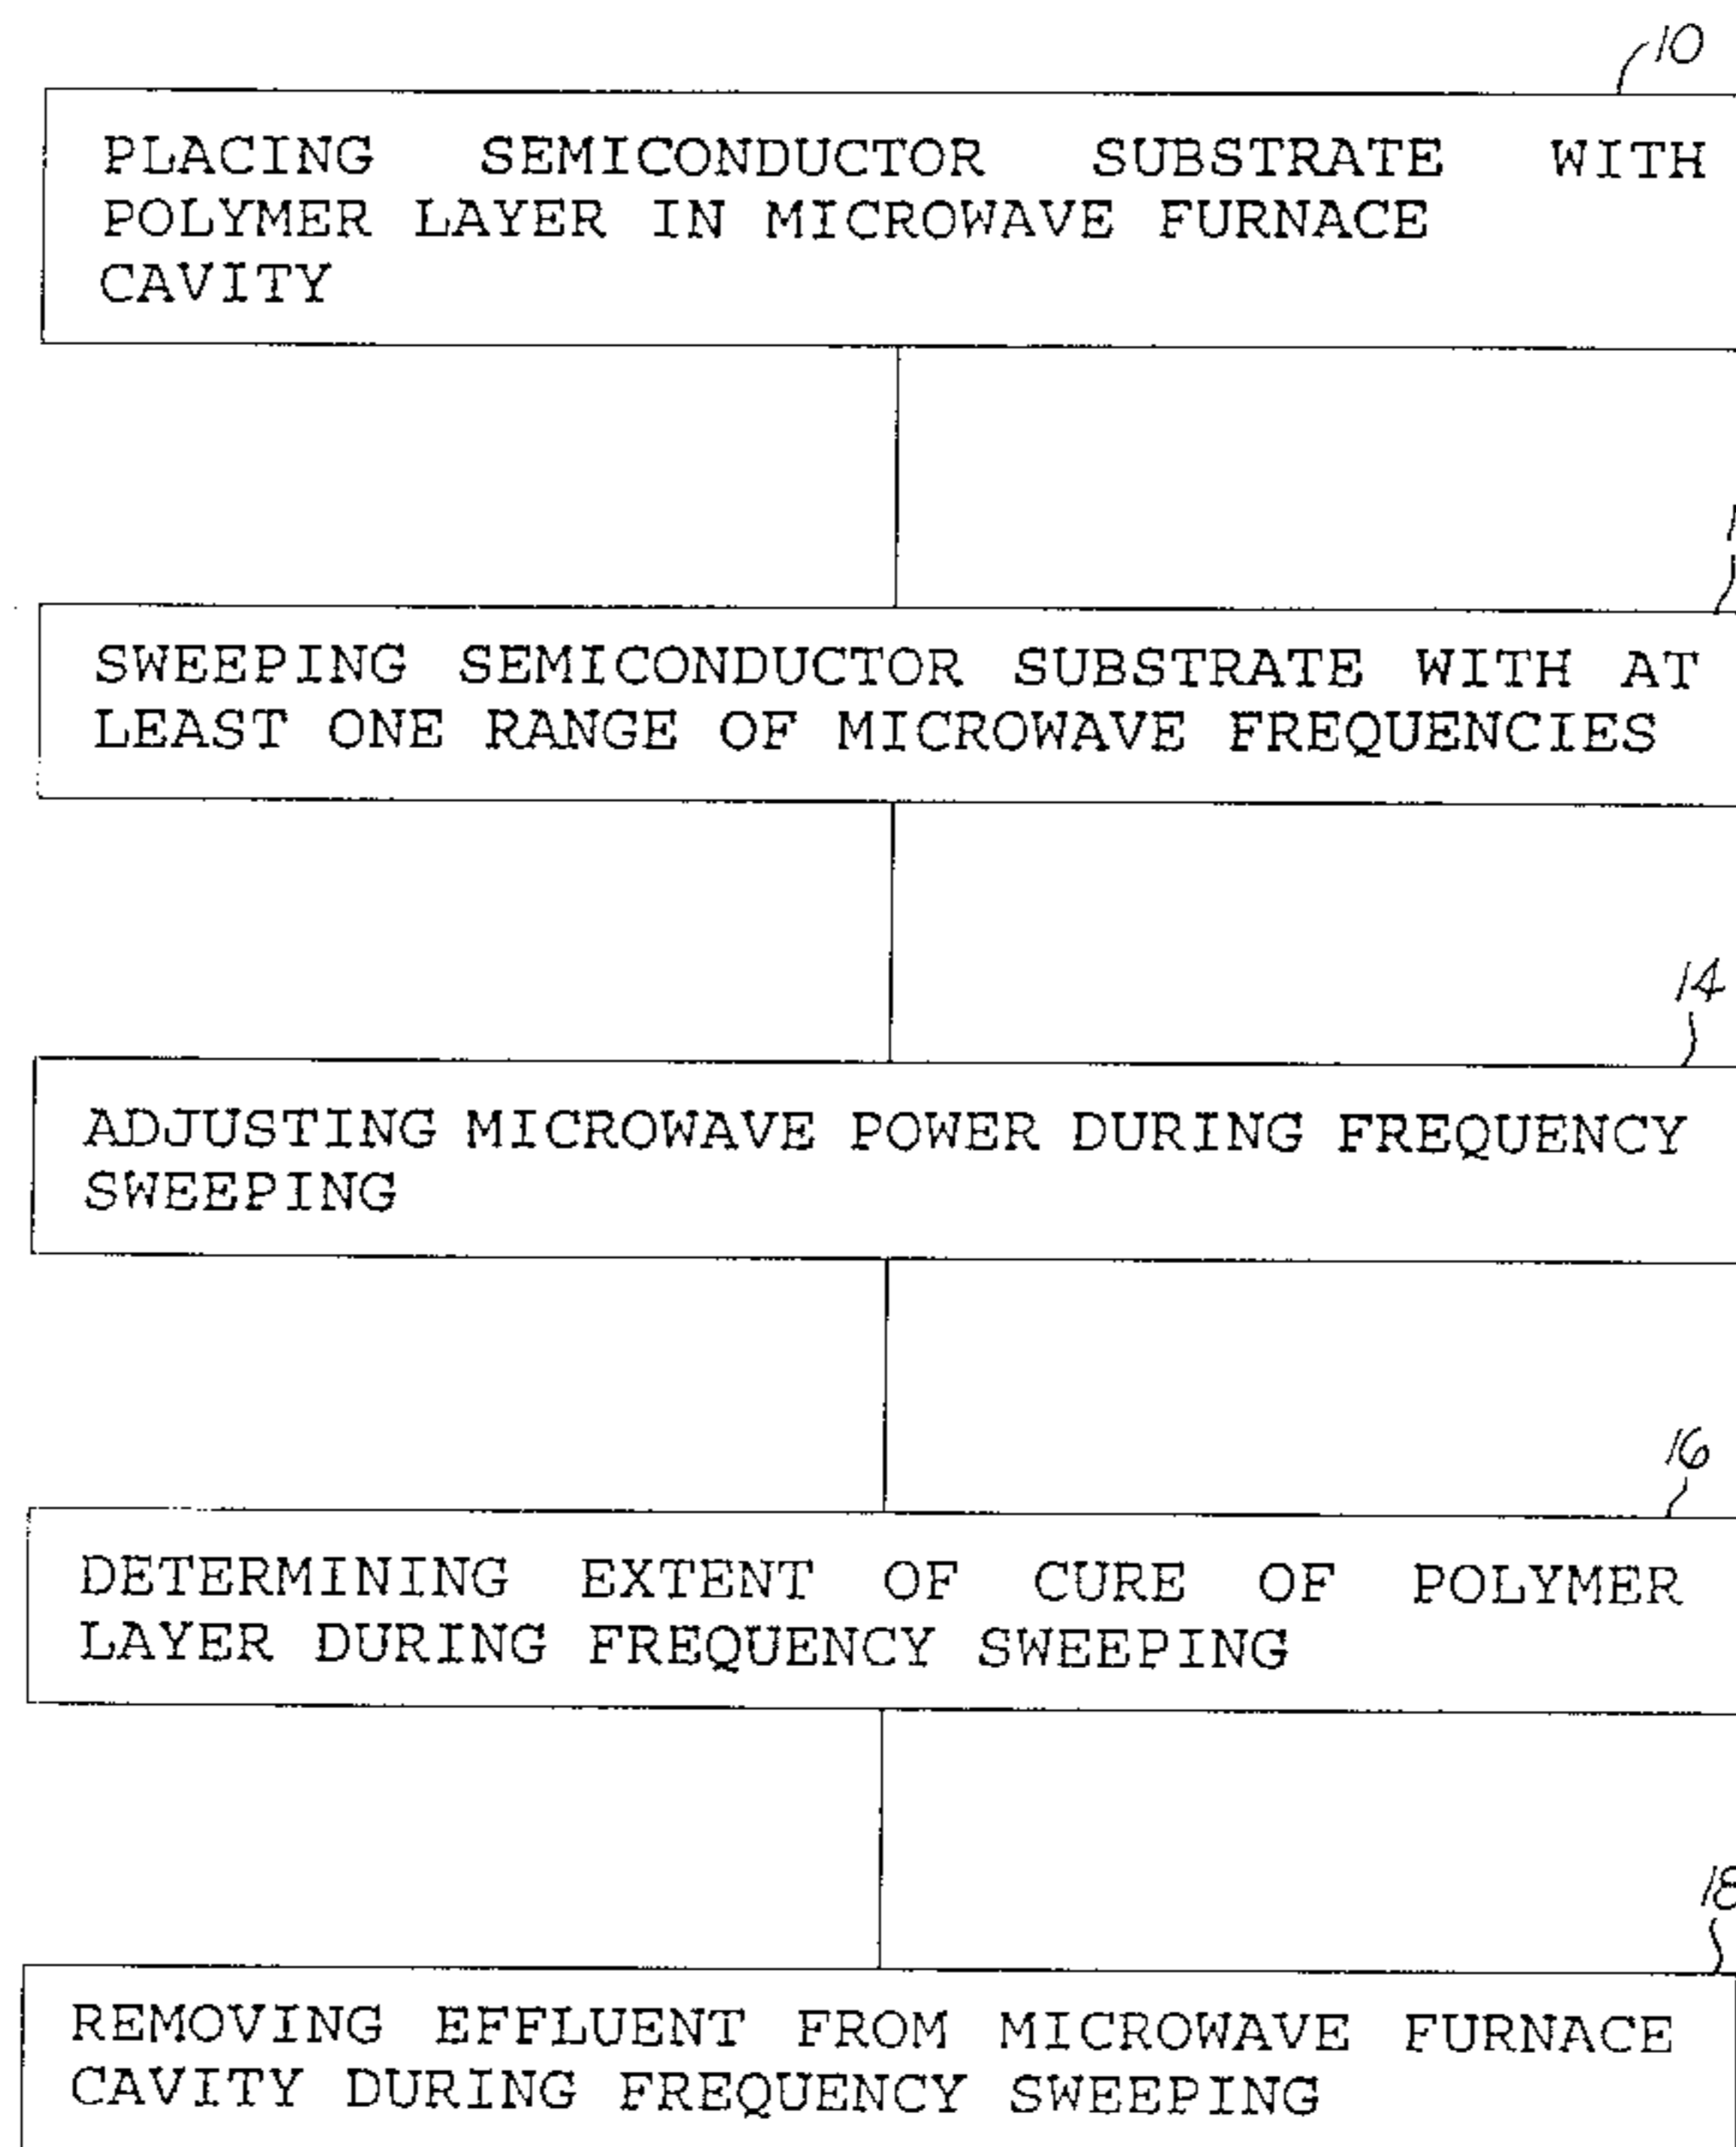 10
PLACING SEMICONDUCTOR SUBSTRATE WITH
POLYMER LAYER IN MICROWAVE FURNACE
CAVITY
SWEEPING SEMICONDUCTOR SUBSTRATE WITH AT
LEAST ONE RANGE OF MICROWAVE FREQUENCIES
14
ADJUSTING MICROWAVE POWER DURING FREQUENCY
SWEEPING
16
DETERMINING EXTENT OF CURE OF POLYMER
LAYER DURING FREQUENCY SWEEPING
18
REMOVING EFFLUENT FROM MICROWAVE FURNACE
CAVITY DURING FREQUENCY SWEEPING